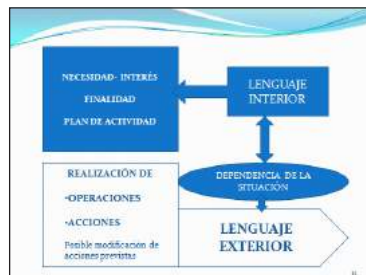 NECESIDAD- INTERÉS
FINALIDAD
PLAN DE ACTIVIDAD
LENGUAJE
INTERIOR
DEPENDENCIA DE LA
SITUACIÓN
REALIZACIÓN DE
•OPERACIONES
•ACCIONES
Posible modificación de
acciones previstas
LENGUAJE
EXTERIOR